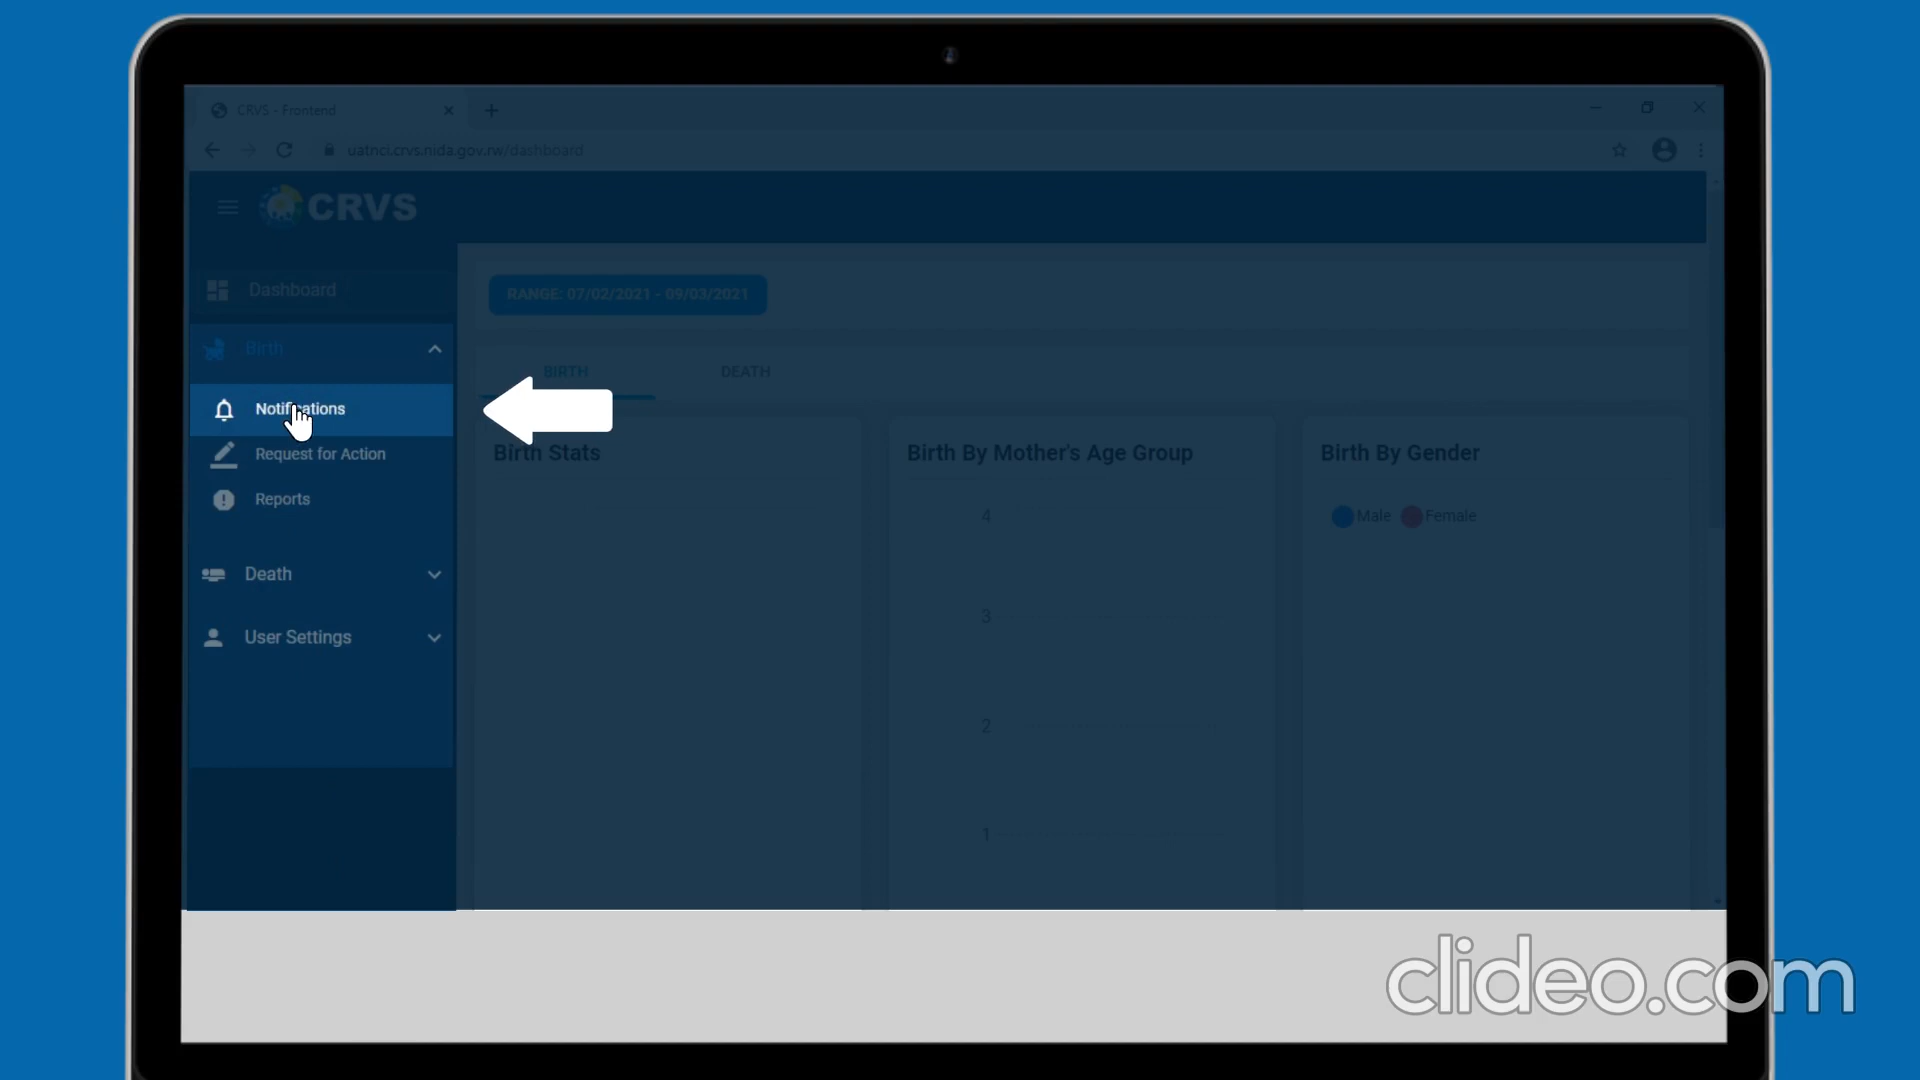 CRVS - Frontend
uatnci.crvs.nida.gov.rw/dashboard
CRVS
Dashboard
Birth
Notifications
Request for Action
Reports
Death
User Settings
RANGE: 07/02/2021 - 09/03/2021
BIRTH
DEATH
Birth Stats
Birth By Mother's Age Group
4
3
2
1
Birth By Gender
Male
Female
clideo.com